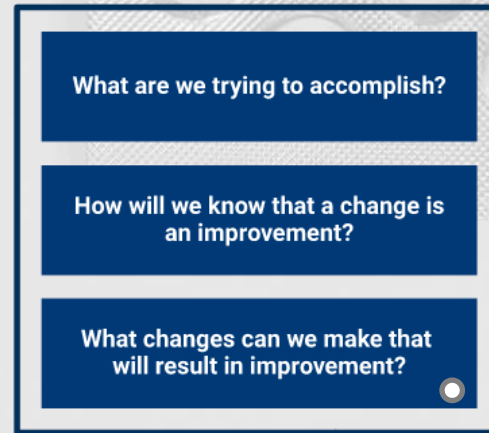 What are we trying to accomplish?
How will we know that a change is
an improvement?
What changes can we make that
will result in improvement?